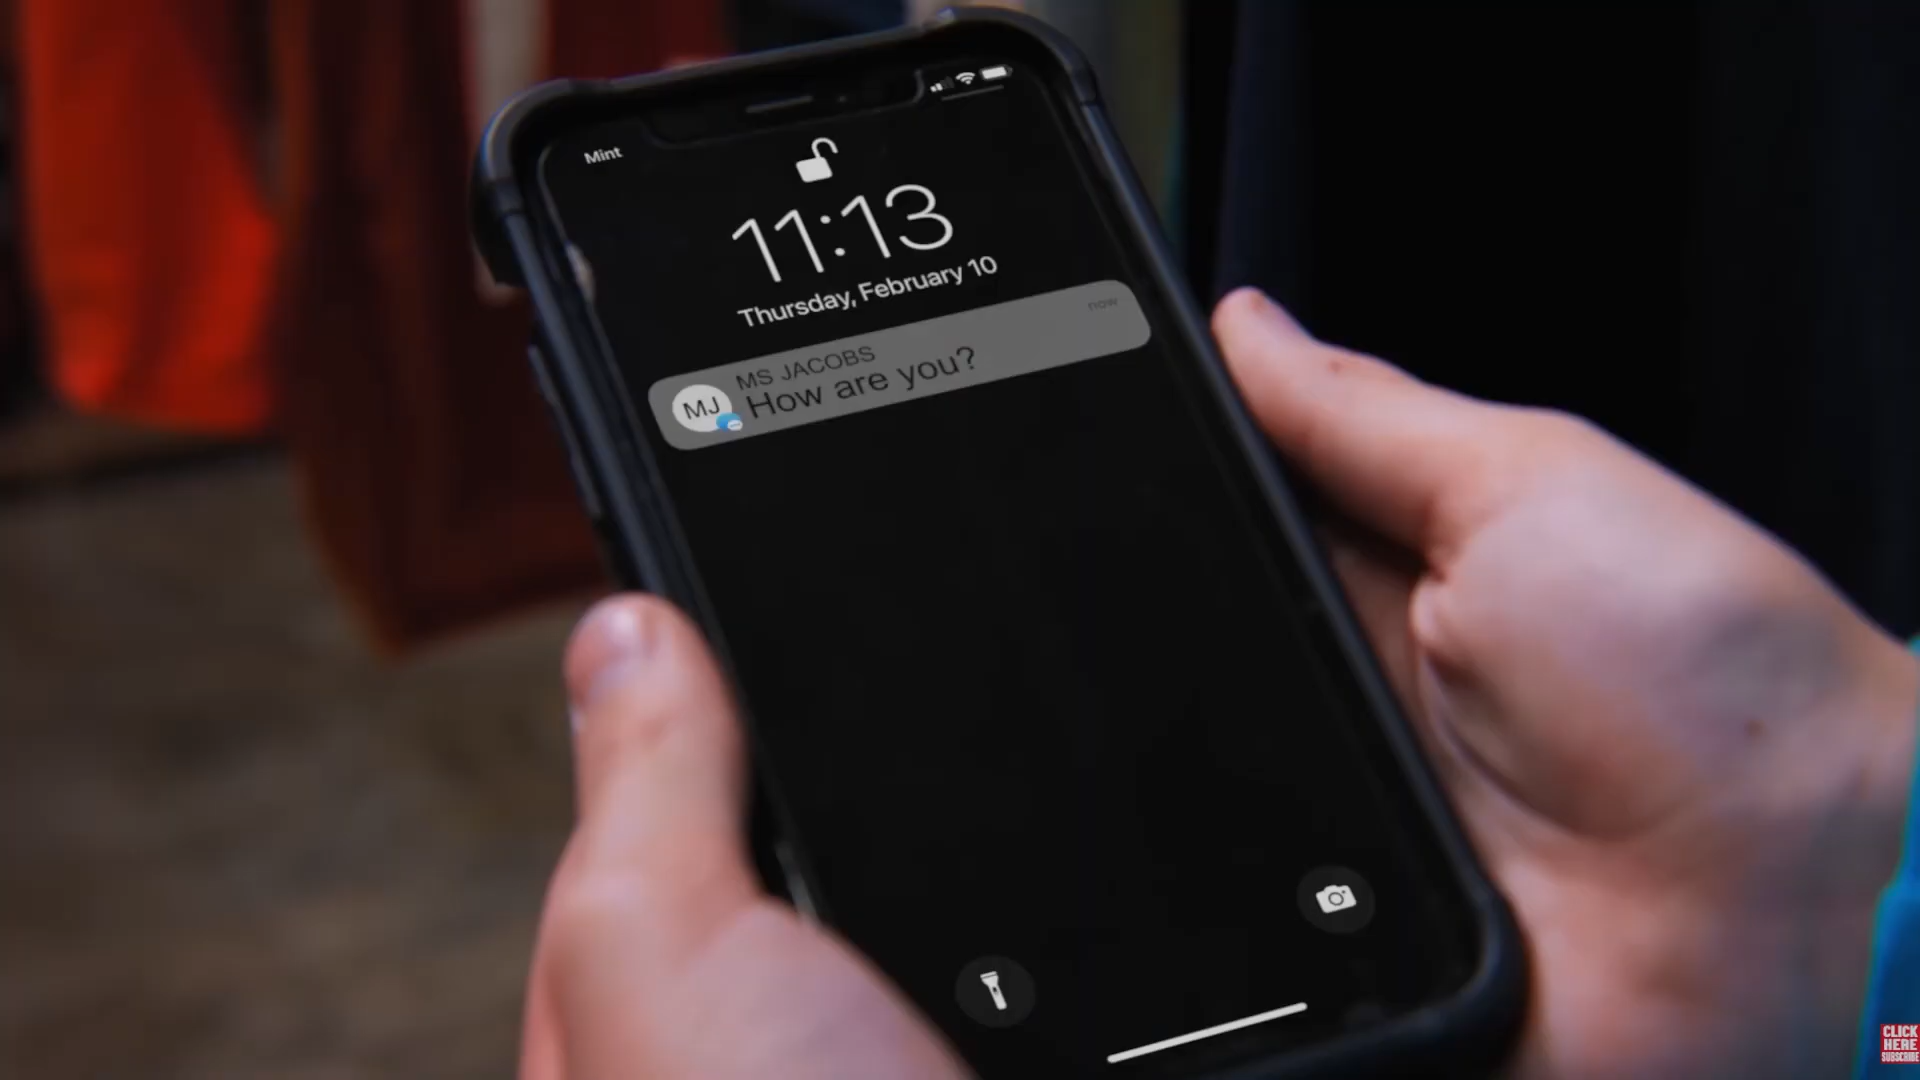 Mint
11:13
Thursday, February 10
now
MS JACOBS
MJ
How are you?
CLICK
HERE
SUBSCRIBE